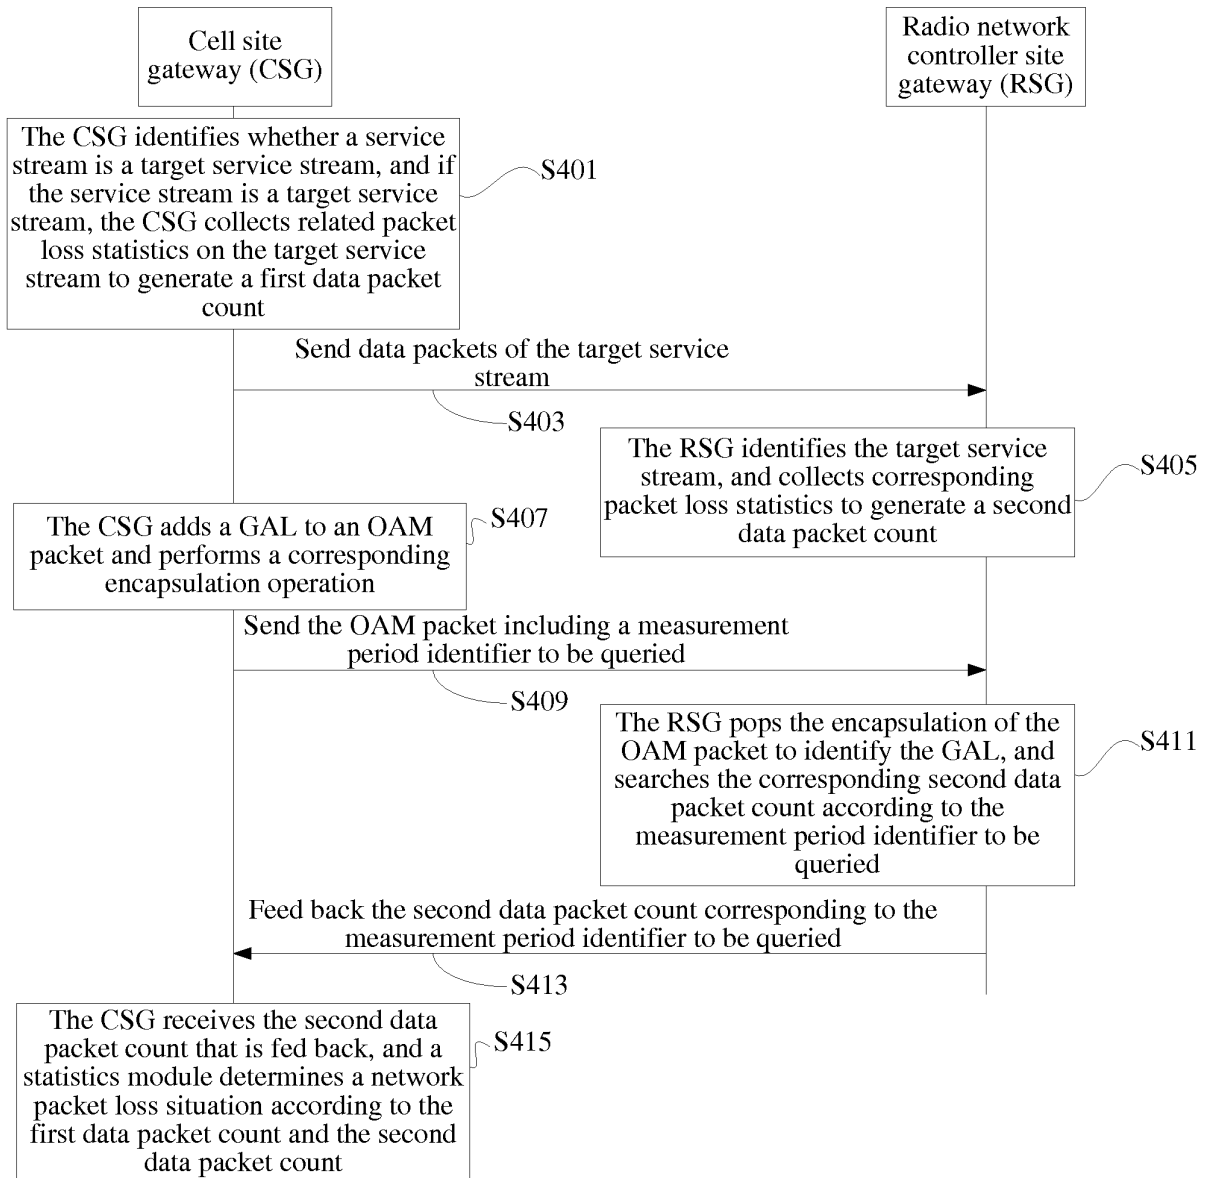 Cell site
gateway (CSG)
Radio network
controller site
gateway (RSG)
The CSG identifies whether a service
stream is a target service stream, and if
the service stream is a target service
stream, the CSG collects related packet
loss statistics on the target service
stream to generate a first data packet
count
S401
Send data packets of the target service
stream
S403
The RSG identifies the target service
stream, and collects corresponding
packet loss statistics to generate a second
data packet count
S405
The CSG adds a GAL to an OAM
packet and performs a corresponding
encapsulation operation
S407
Send the OAM packet including a measurement
period identifier to be queried
S409
The RSG pops the encapsulation of the
OAM packet to identify the GAL, and
searches the corresponding second data
packet count according to the
measurement period identifier to be
queried
S411
Feed back the second data packet count corresponding to the
measurement period identifier to be queried
S413
The CSG receives the second data
packet count that is fed back, and a
statistics module determines a network
packet loss situation according to the
first data packet count and the second
data packet count
S415